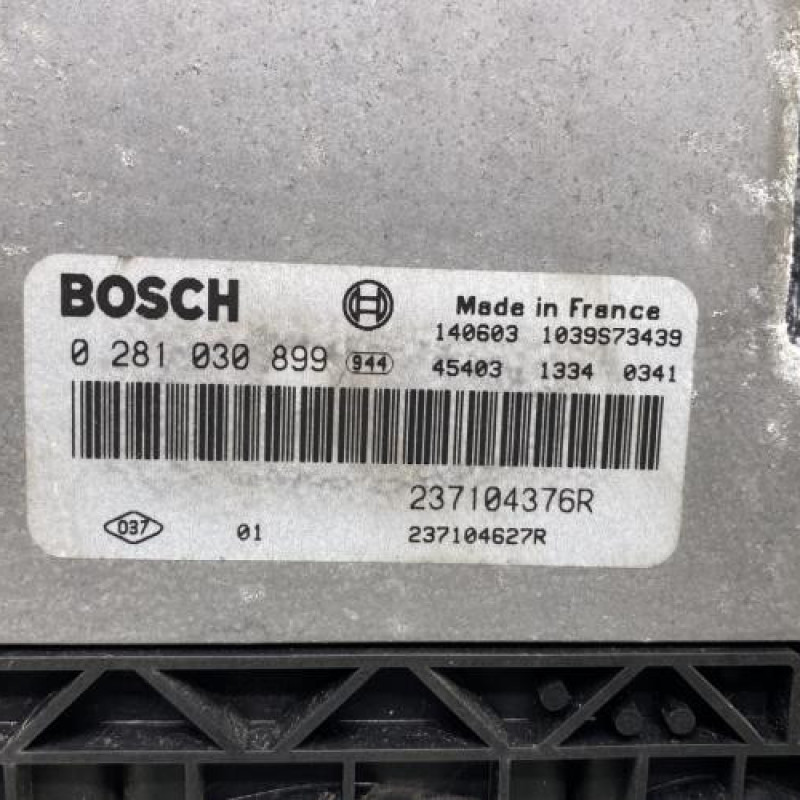 BOSCH
Made in France
140603 1039S73439
0 281 030 899 944 45403 1334 0341
237104376R
037 01 237104627R